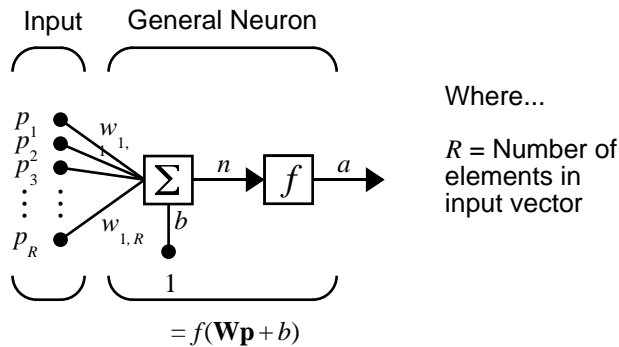 Input General Neuron
Where...
p1 w1, 1
p2
p3
Σ n f a
R = Number of
elements in
input vector
pR w1, R b
1
= f(Wp + b)